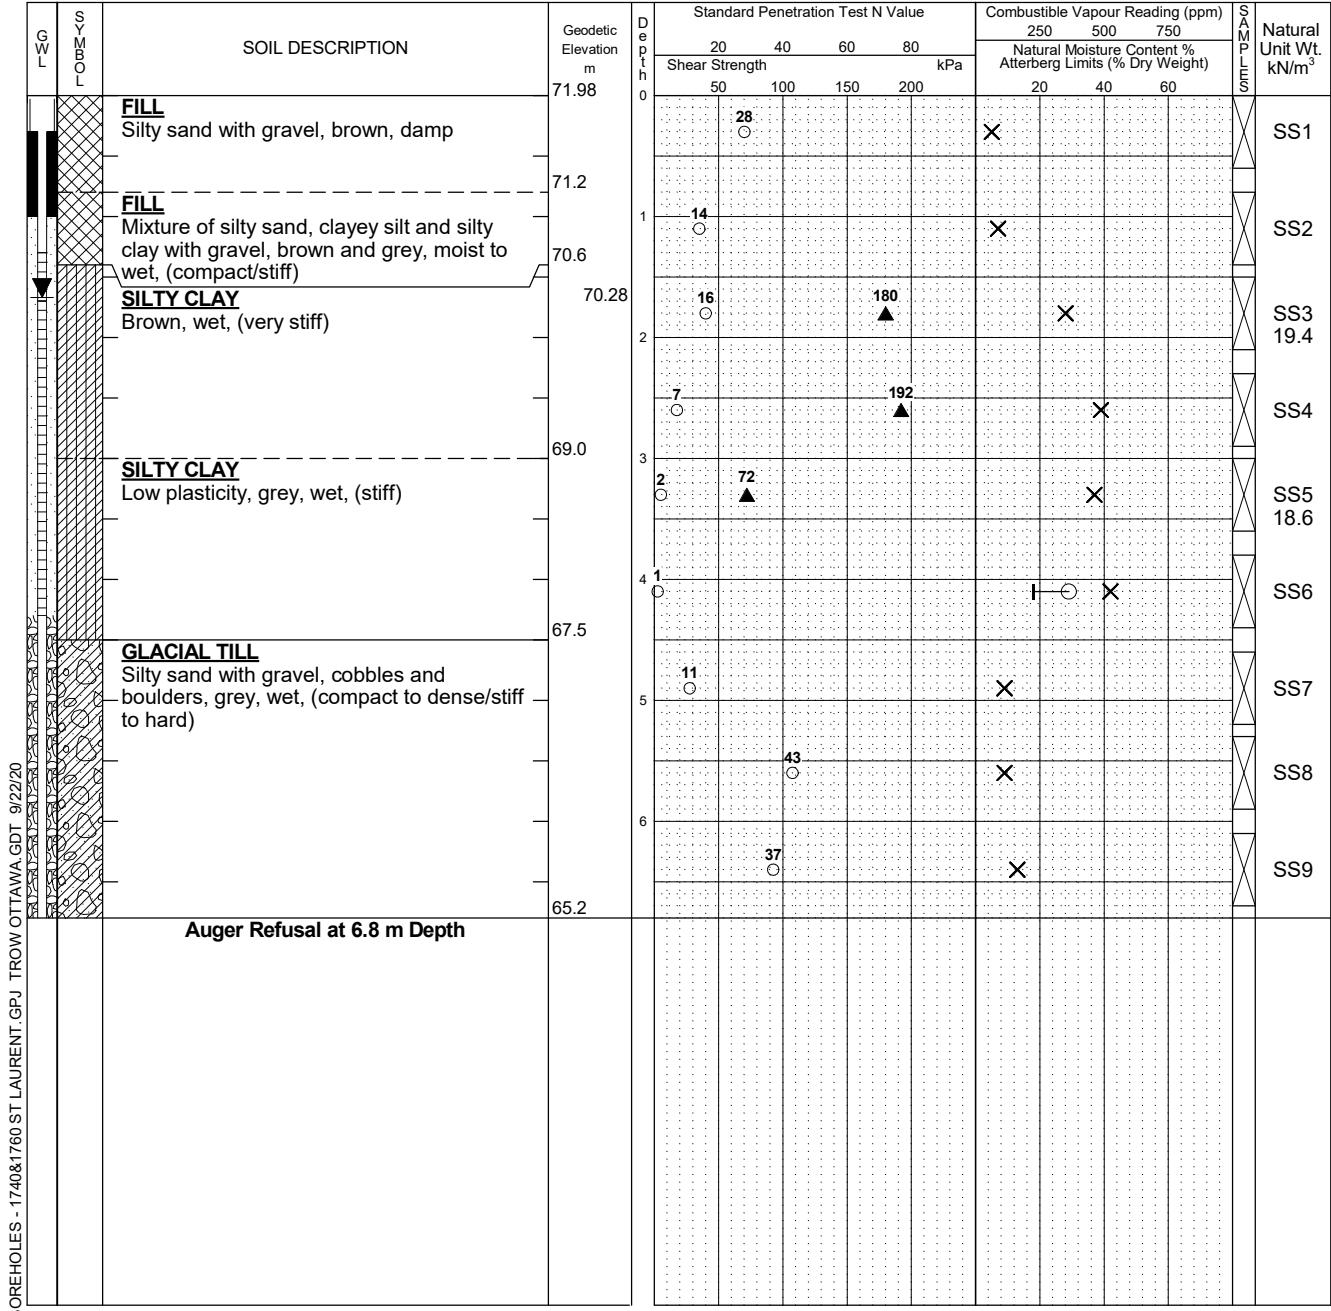 GWL
SYMBOL
SOIL DESCRIPTION
Geodetic
Elevation
m
71.98
Depth
0
Standard Penetration Test N Value
20 40 60 80
Shear Strength kPa
50 100 150 200
Combustible Vapour Reading (ppm)
250 500 750
Natural Moisture Content %
Atterberg Limits (% Dry Weight)
20 40 60
SAMPLES
Natural
Unit Wt.
kN/m³
FILL
Silty sand with gravel, brown, damp
28
SS1
71.2
FILL
Mixture of silty sand, clayey silt and silty
clay with gravel, brown and grey, moist to
wet, (compact/stiff)
1
14
SS2
70.6
SILTY CLAY
Brown, wet, (very stiff)
70.28
16
180
SS3
19.4
2
7
192
SS4
69.0
3
SILTY CLAY
Low plasticity, grey, wet, (stiff)
2
72
SS5
18.6
4
1
SS6
67.5
GLACIAL TILL
Silty sand with gravel, cobbles and
boulders, grey, wet, (compact to dense/stiff
to hard)
11
SS7
5
43
SS8
6
37
SS9
65.2
Auger Refusal at 6.8 m Depth
OREHOLES - 1740&1760 ST LAURENT.GPJ TROW OTTAWA.GDT 9/22/20